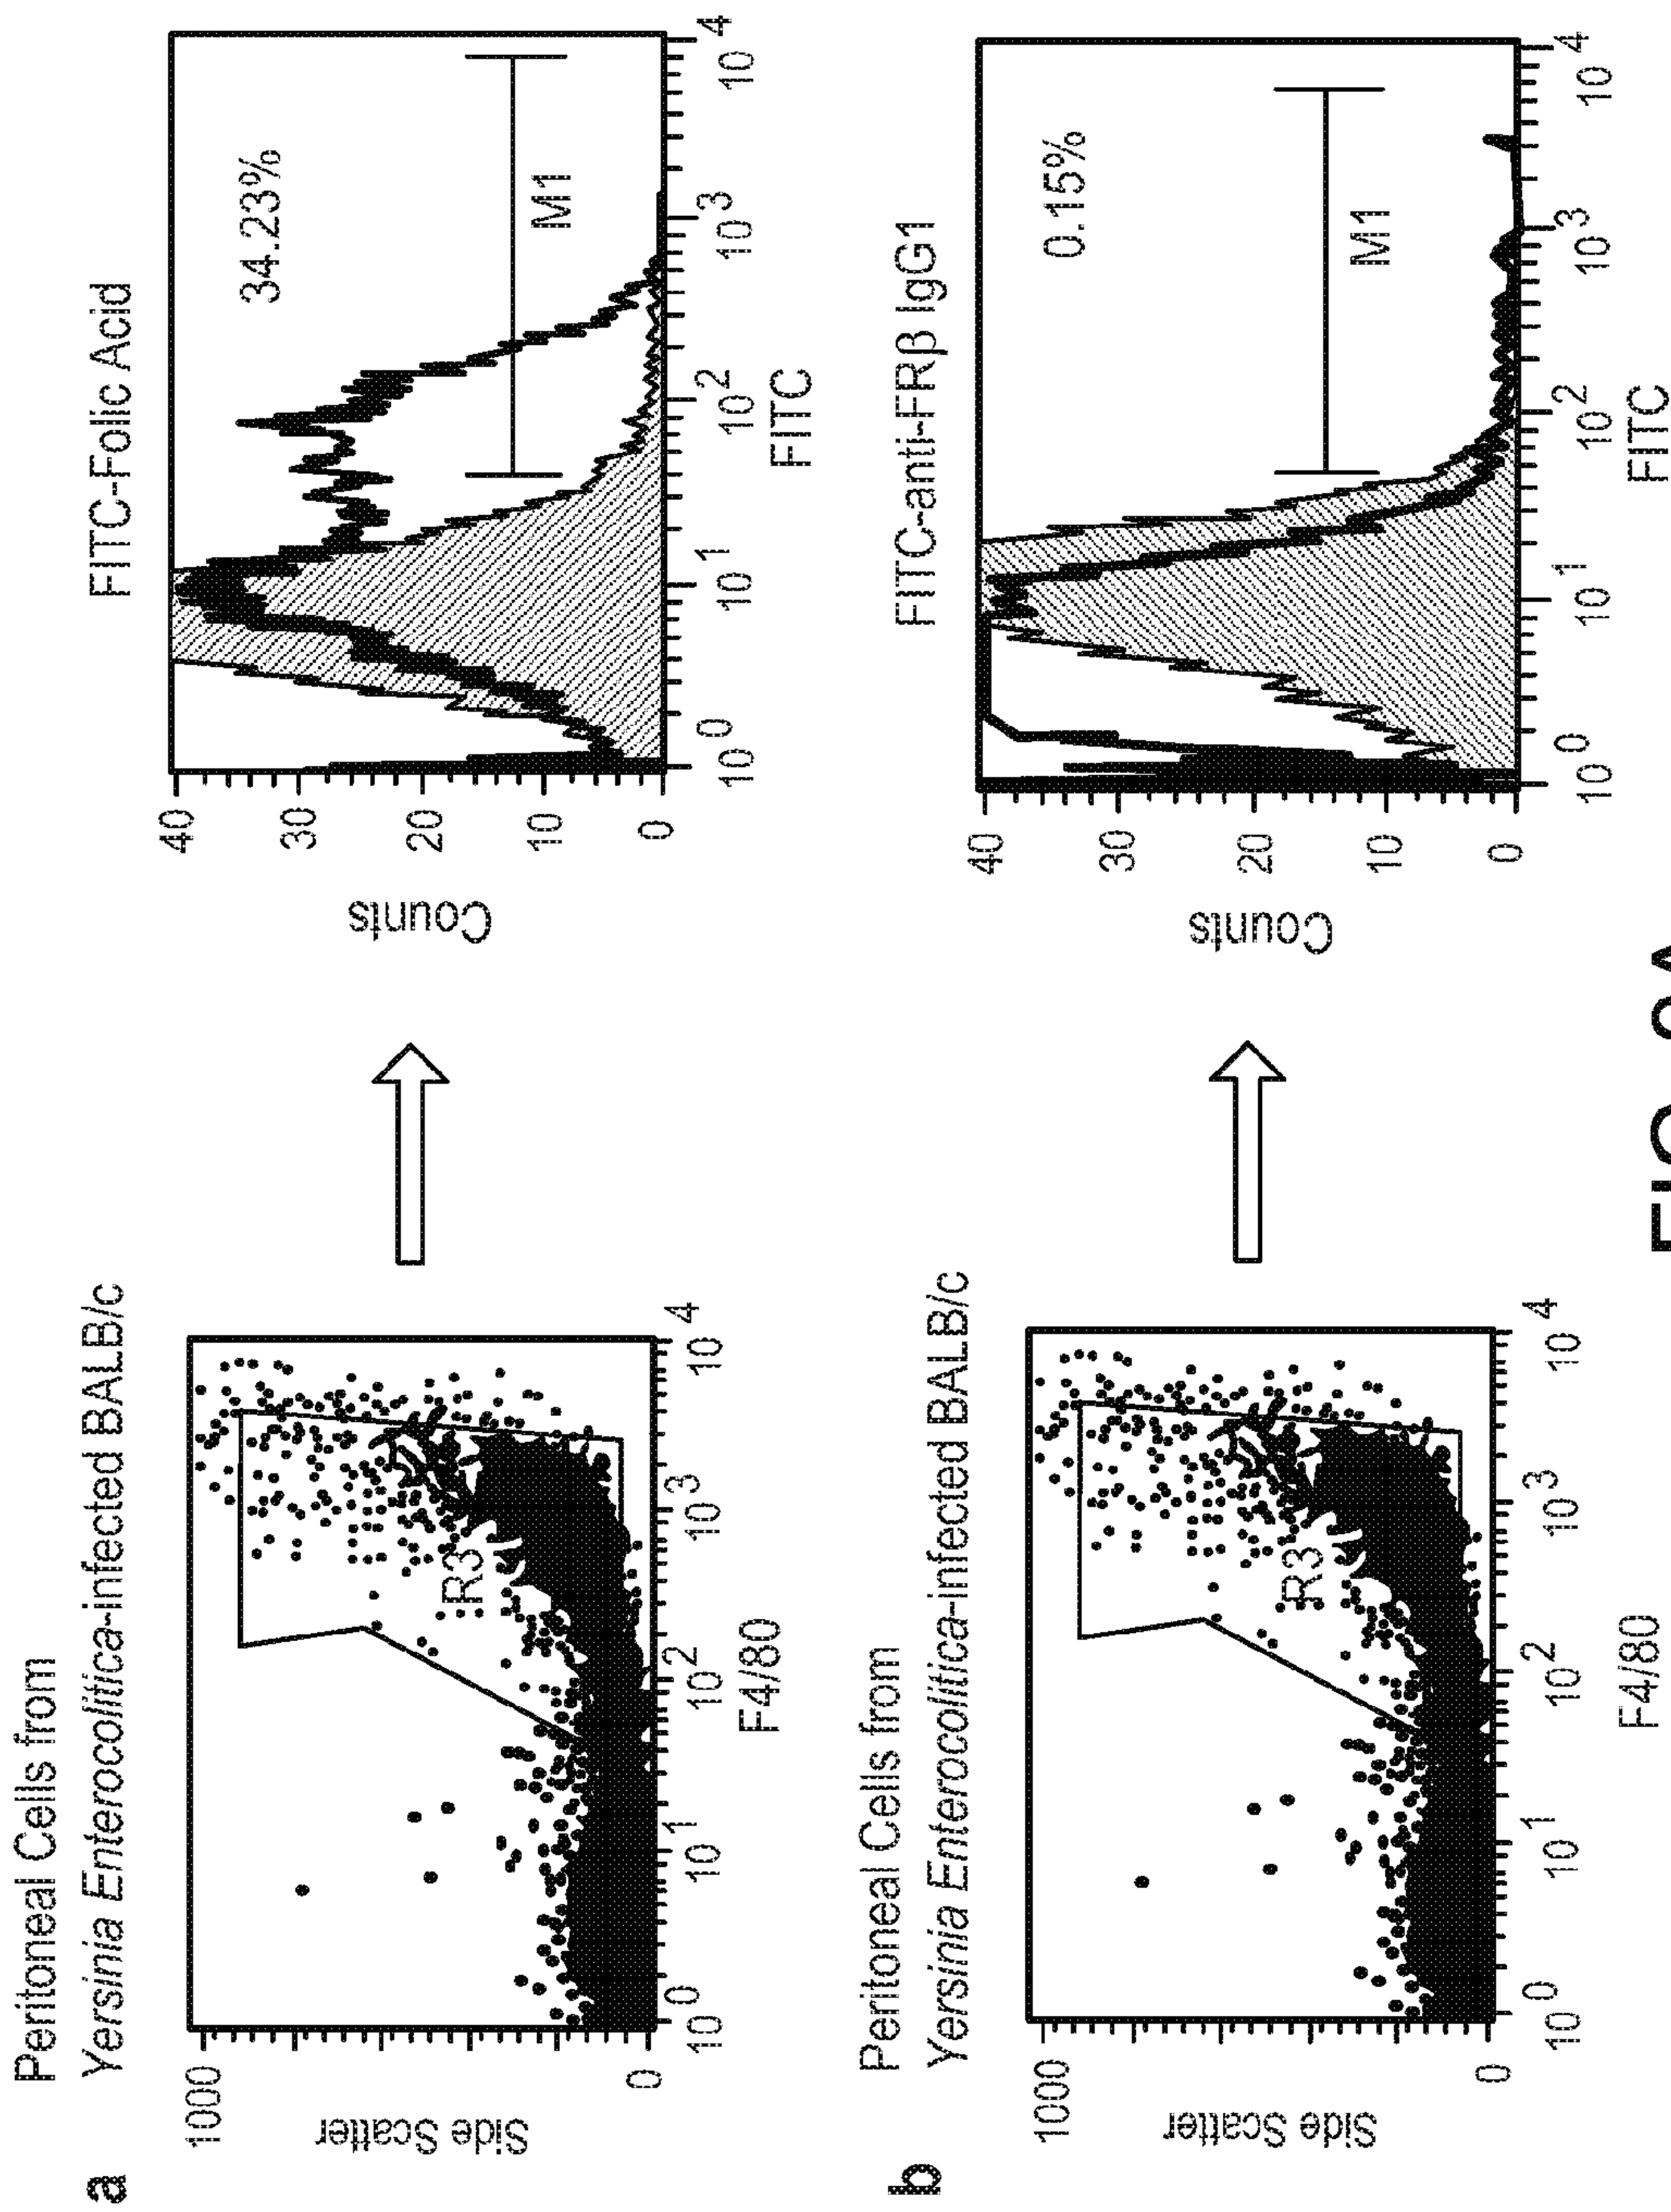 a
Peritoneal Cells from
Yersinia Enterocolitica-infected BALB/c
Side Scatter
1000
0
R3
10^0 10^1 10^2 10^3 10^4
F4/80
FITC-Folic Acid
Counts
40
30
20
10
0
34.23%
M1
10^0 10^1 10^2 10^3 10^4
FITC
b
Peritoneal Cells from
Yersinia Enterocolitica-infected BALB/c
Side Scatter
1000
0
R3
10^0 10^1 10^2 10^3 10^4
F4/80
FITC-anti-FRβ IgG1
Counts
40
30
20
10
0
0.15%
M1
10^0 10^1 10^2 10^3 10^4
FITC